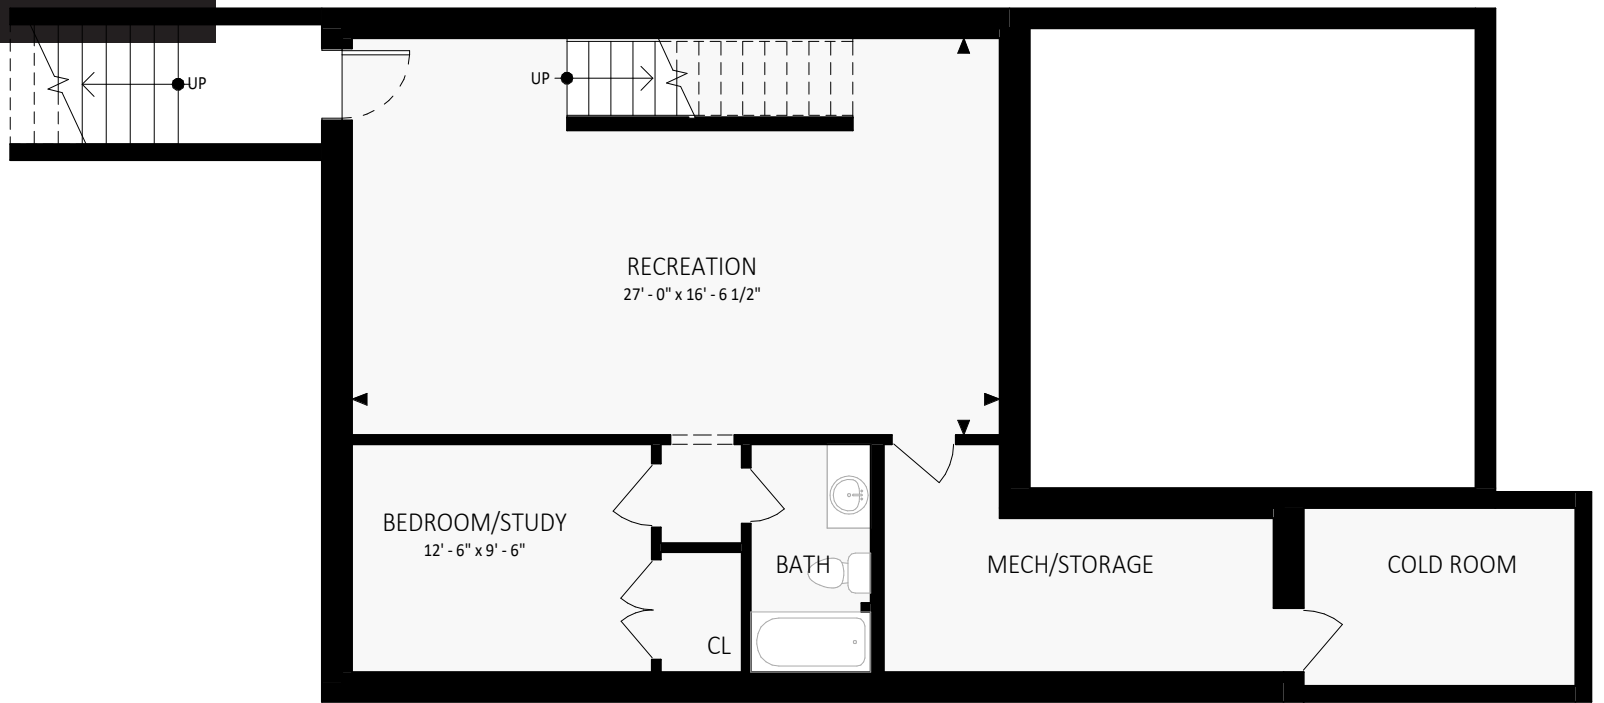 UP
UP
RECREATION
27' - 0" x 16' - 6 1/2"
BEDROOM/STUDY
12' - 6" x 9' - 6"
BATH
MECH/STORAGE
COLD ROOM
CL